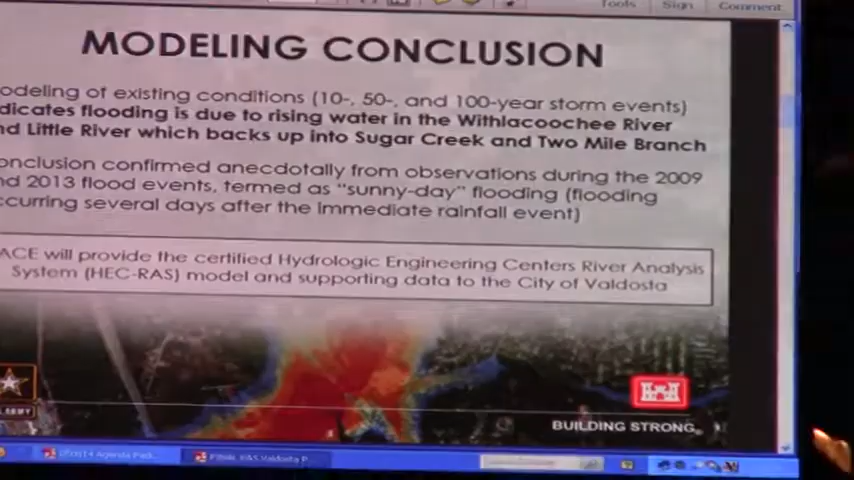 Tools Sign Comment
MODELING CONCLUSION
odeling of existing conditions (10-, 50-, and 100-year storm events)
dicates flooding is due to rising water in the Withlacoochee River
nd Little River which backs up into Sugar Creek and Two Mile Branch
onclusion confirmed anecdotally from observations during the 2009
nd 2013 flood events, termed as "sunny-day" flooding (flooding
ccurring several days after the immediate rainfall event)
ACE will provide the certified Hydrologic Engineering Centers River Analysis
System (HEC-RAS) model and supporting data to the City of Valdosta
BUILDING STRONG